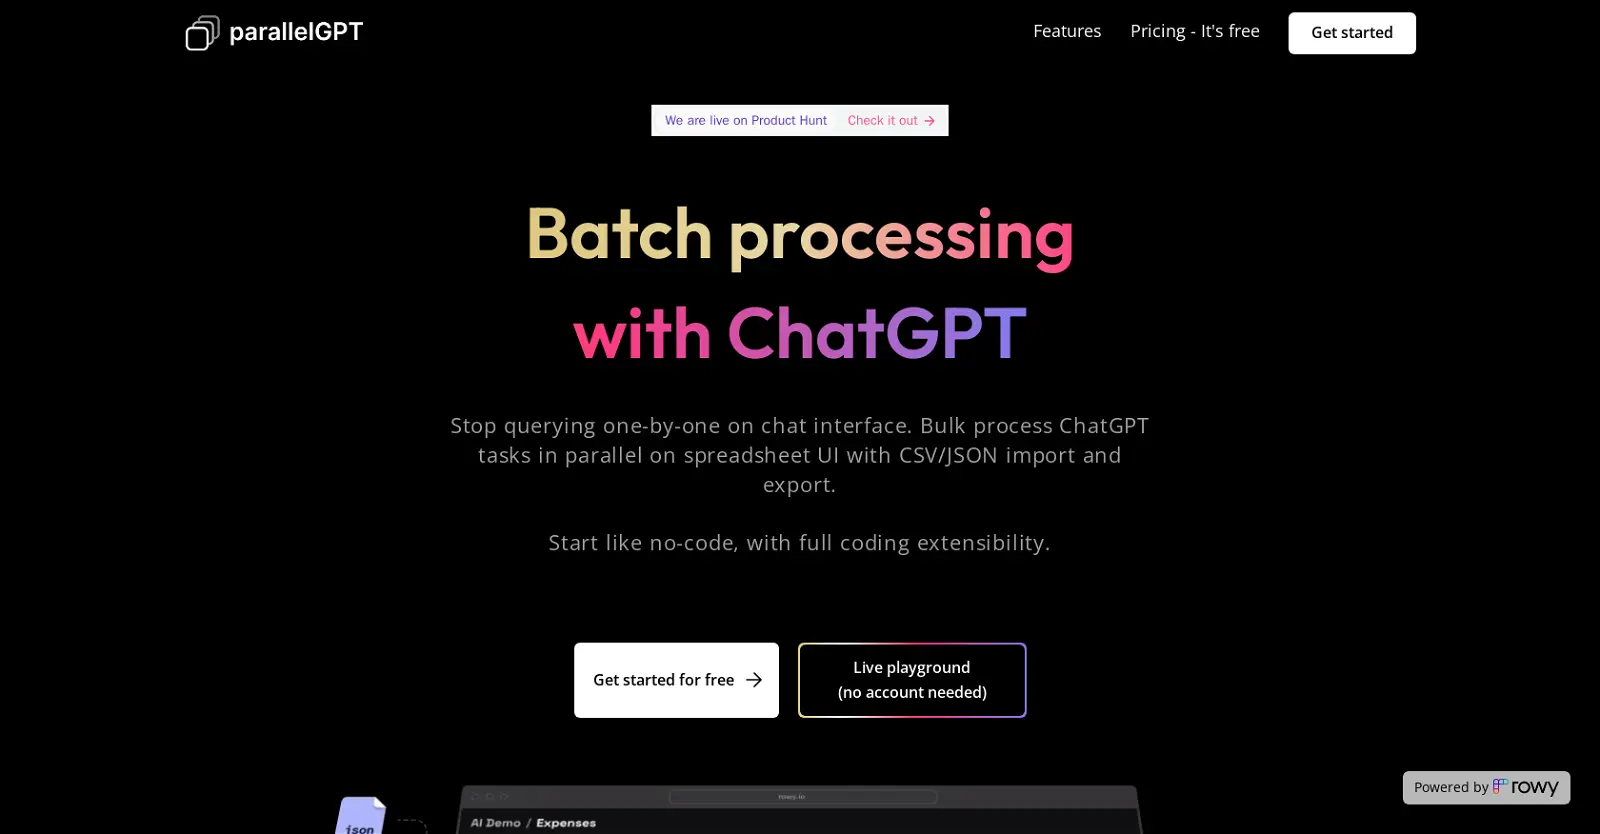 parallelGPT
Features
Pricing - It's free
Get started
We are live on Product Hunt
Check it out →
Batch processing
with ChatGPT
Stop querying one-by-one on chat interface. Bulk process ChatGPT
tasks in parallel on spreadsheet UI with CSV/JSON import and
export.
Start like no-code, with full coding extensibility.
Get started for free →
Live playground
(no account needed)
Powered by rowy
rowy.io
json
AI Demo / Expenses